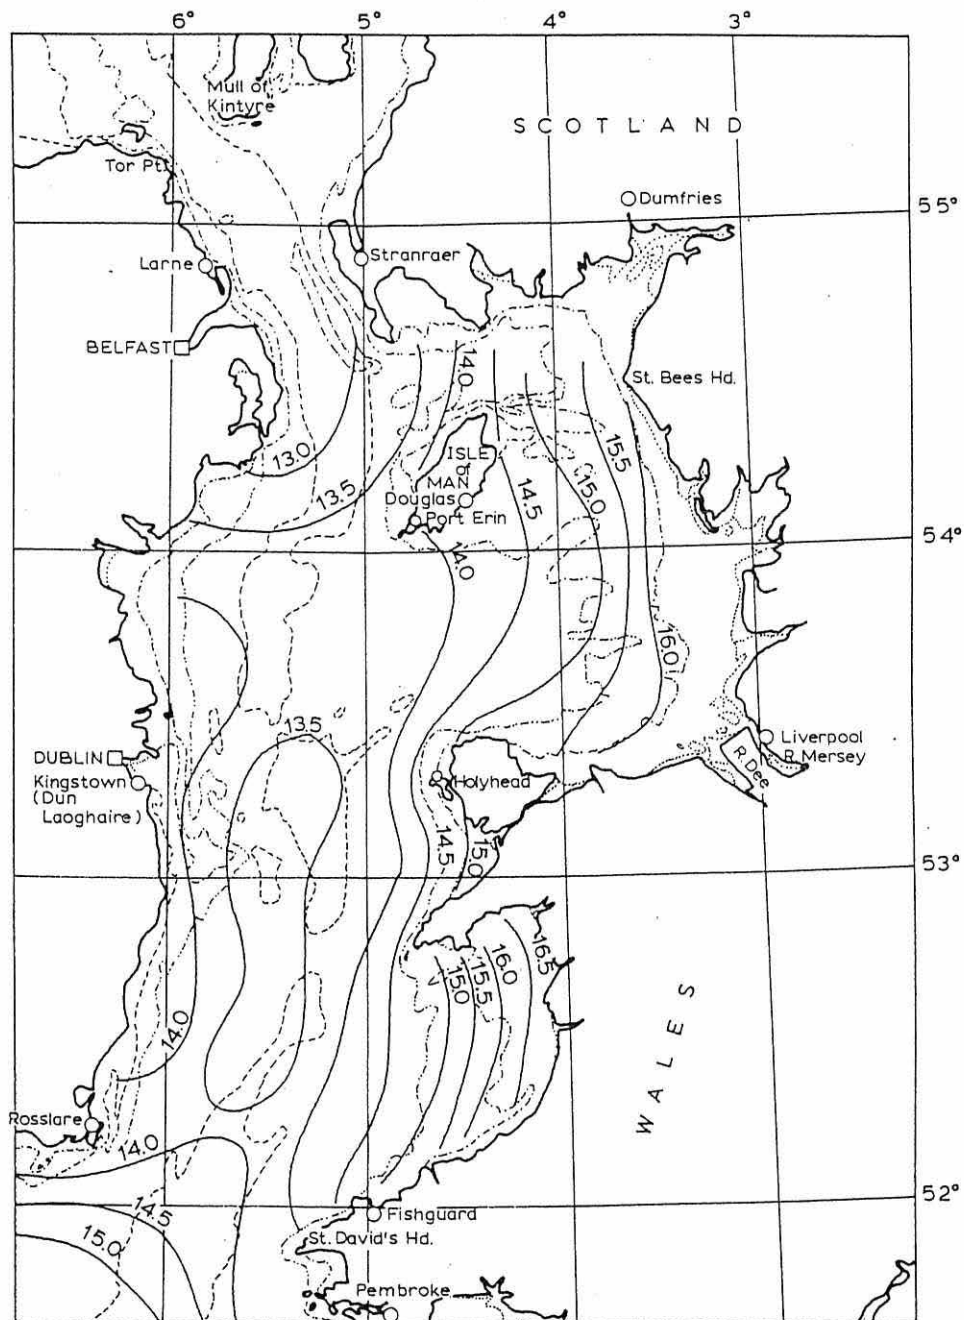 6° 5° 4° 3°
Mull of
Kintyre
SCOTLAND
Tor Pt.
Dumfries
55°
Larne
Stranraer
BELFAST
14.0
St. Bees Hd.
13.0
13.5
ISLE
of
MAN
15.5
15.0
14.5
Douglas
Port Erin
54°
14.0
16.0
13.5
DUBLIN
Kingstown
(Dun
Laoghaire)
Holyhead
Liverpool
R. Mersey
R. Dee
14.5
15.0
53°
15.0
15.5
16.0
16.5
14.0
WALES
Rosslare
14.0
52°
14.5
15.0
Fishguard
St. David's Hd.
Pembroke